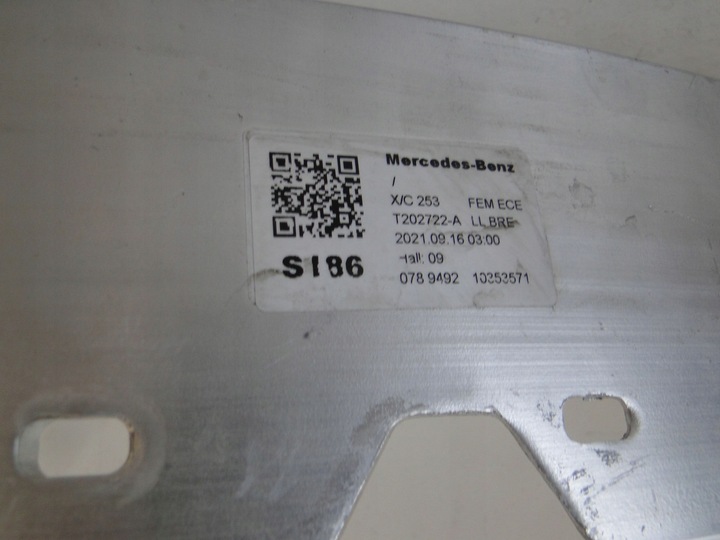 Mercedes-Benz
/
X/C 253 FEM ECE
T202722-A LL BRE
2021.09.16 03:00
Hall: 09
S186
078 9492 10353571